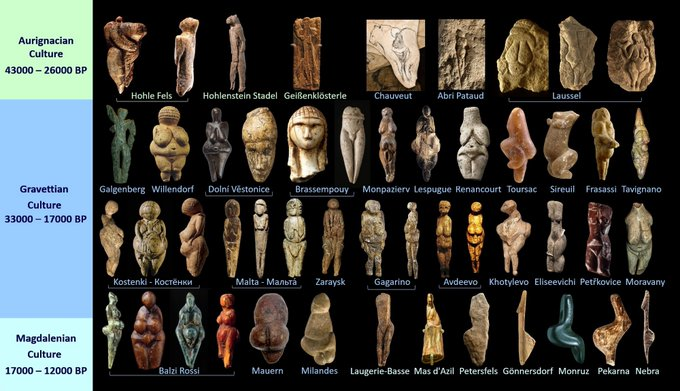 Aurignacian
Culture
43000 – 26000 BP
Hohle Fels Hohlenstein Stadel Geißenklösterle Chauveut Abri Pataud Laussel
Gravettian
Culture
33000 – 17000 BP
Galgenberg Willendorf Dolní Věstonice Brassempouy Monpazierv Lespugue Renancourt Toursac Sireuil Frasassi Tavignano
Kostenki - Костёнки Malta - Мальта Zaraysk Gagarino Avdeevo Khotylevo Eliseevichi Petřkovice Moravany
Magdalenian
Culture
17000 – 12000 BP
Balzi Rossi Mauern Milandes Laugerie-Basse Mas d'Azil Petersfels Gönnersdorf Monruz Pekarna Nebra